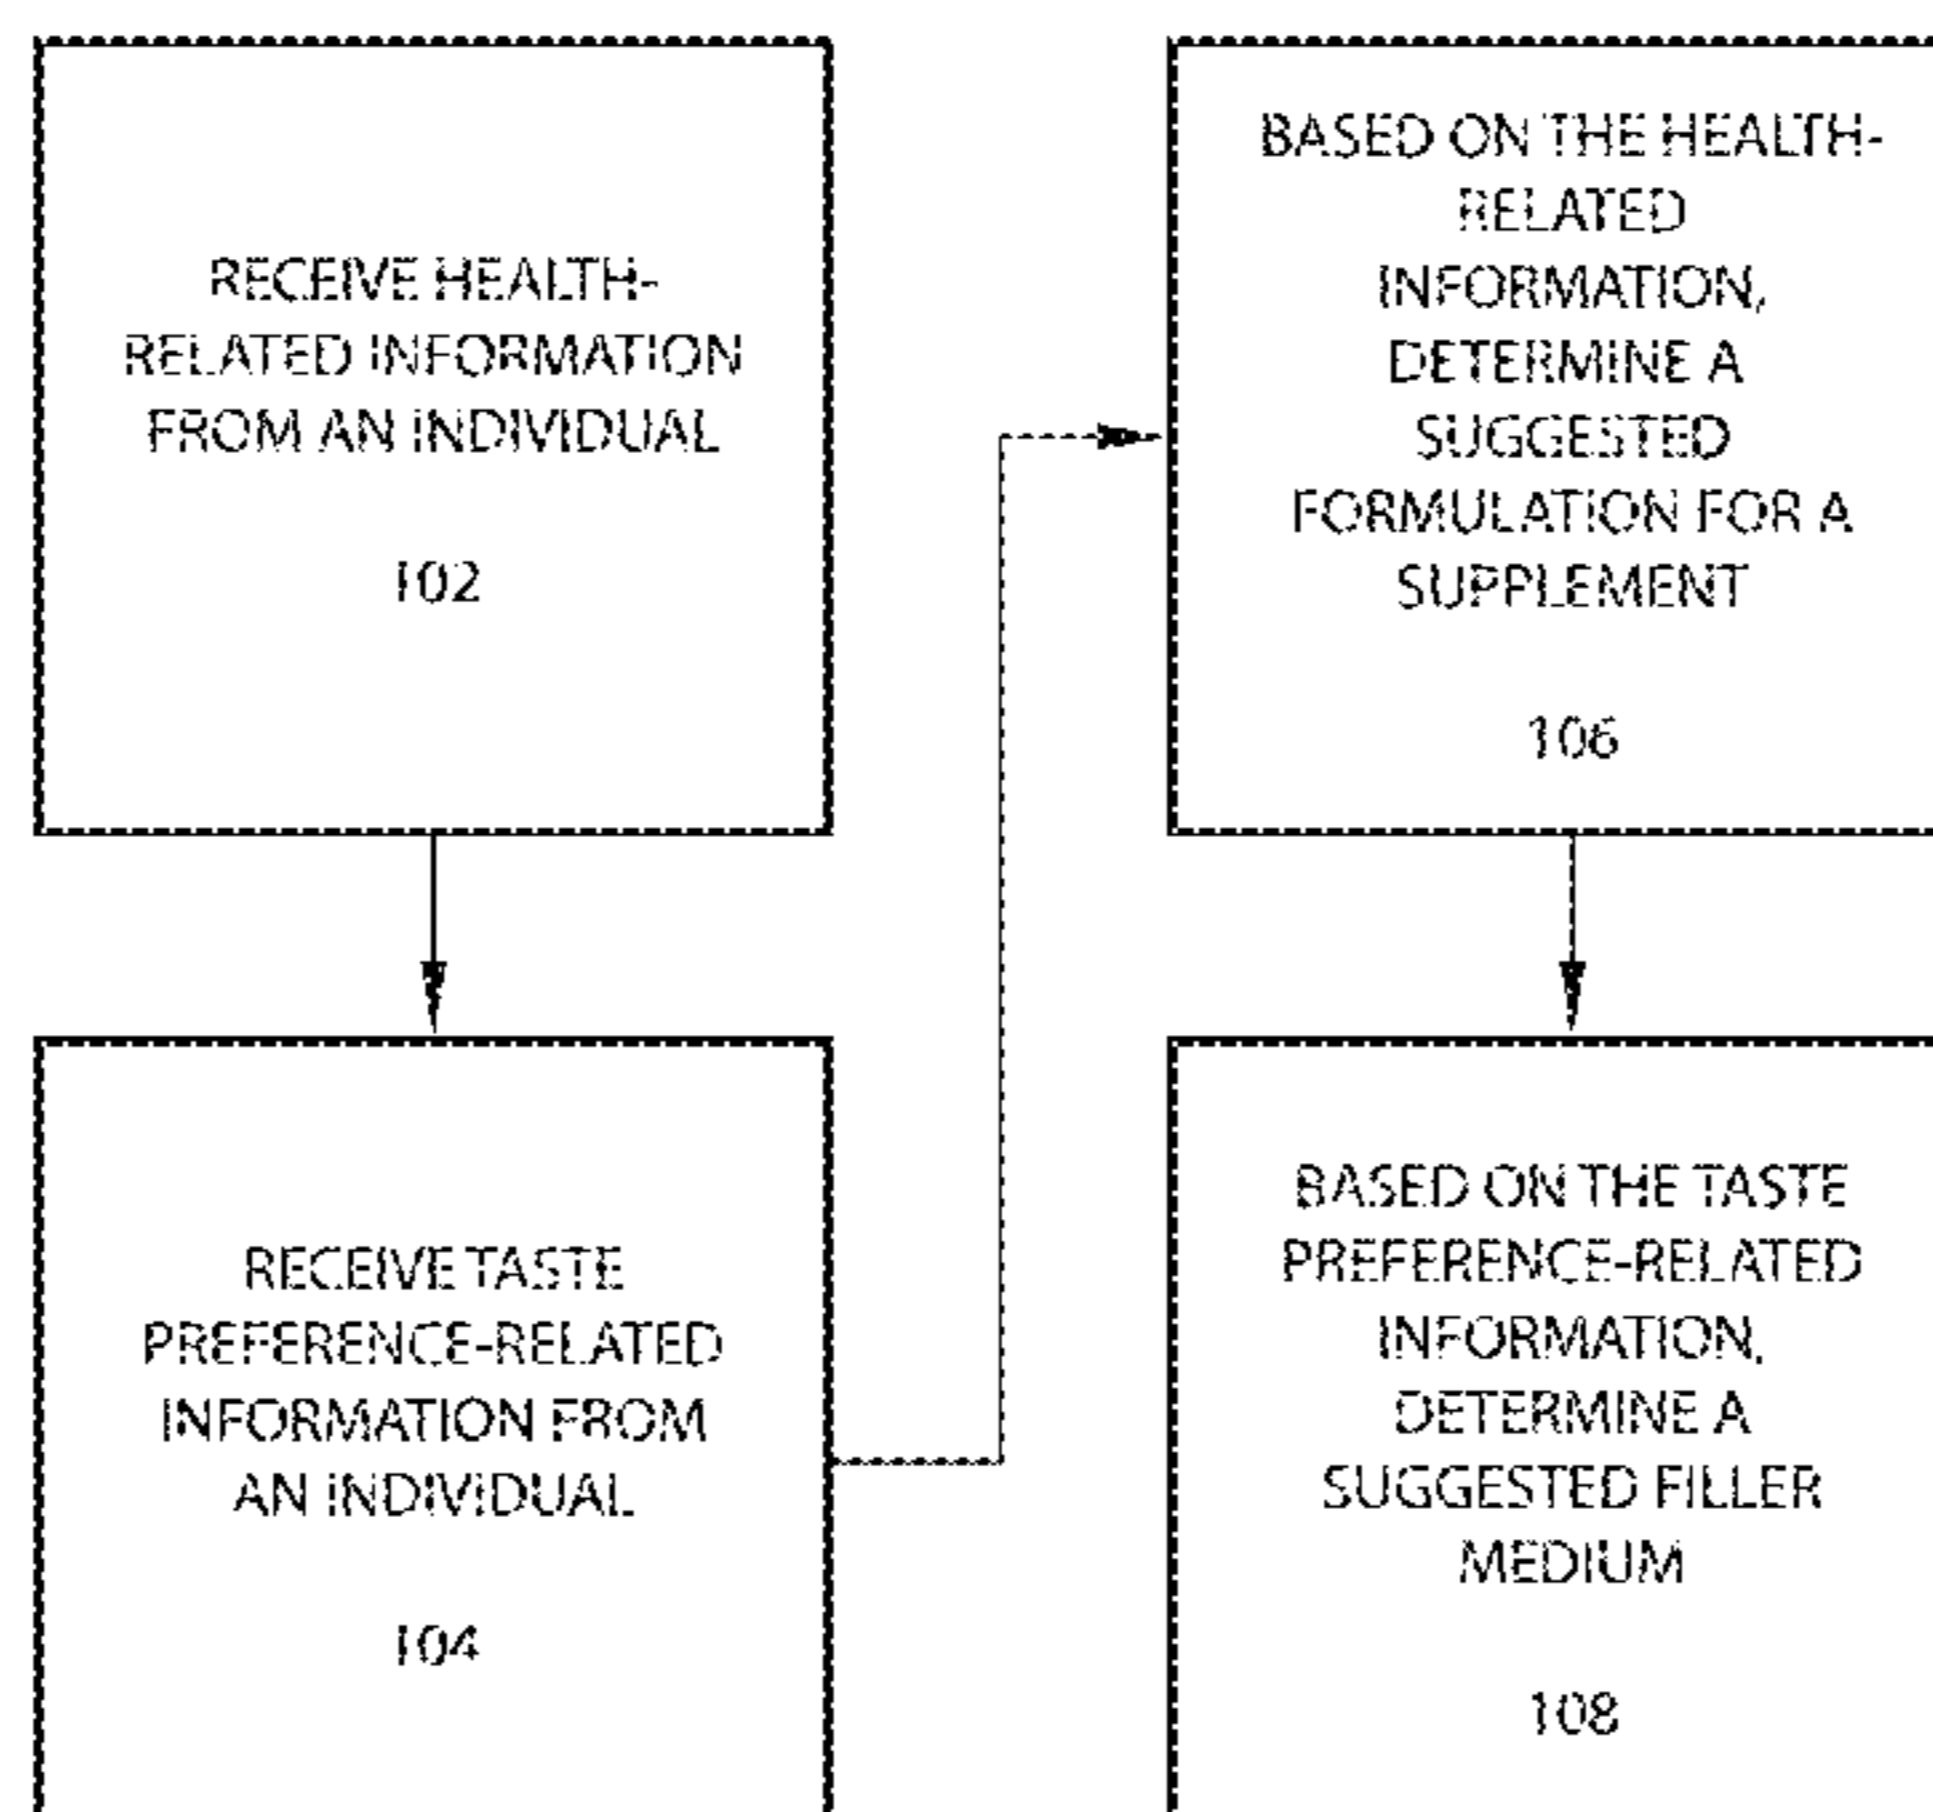 RECEIVE HEALTH-
RELATED INFORMATION
FROM AN INDIVIDUAL
102
RECEIVE TASTE
PREFERENCE-RELATED
INFORMATION FROM
AN INDIVIDUAL
104
BASED ON THE HEALTH-
RELATED
INFORMATION,
DETERMINE A
SUGGESTED
FORMULATION FOR A
SUPPLEMENT
106
BASED ON THE TASTE
PREFERENCE-RELATED
INFORMATION,
DETERMINE A
SUGGESTED FILLER
MEDIUM
108